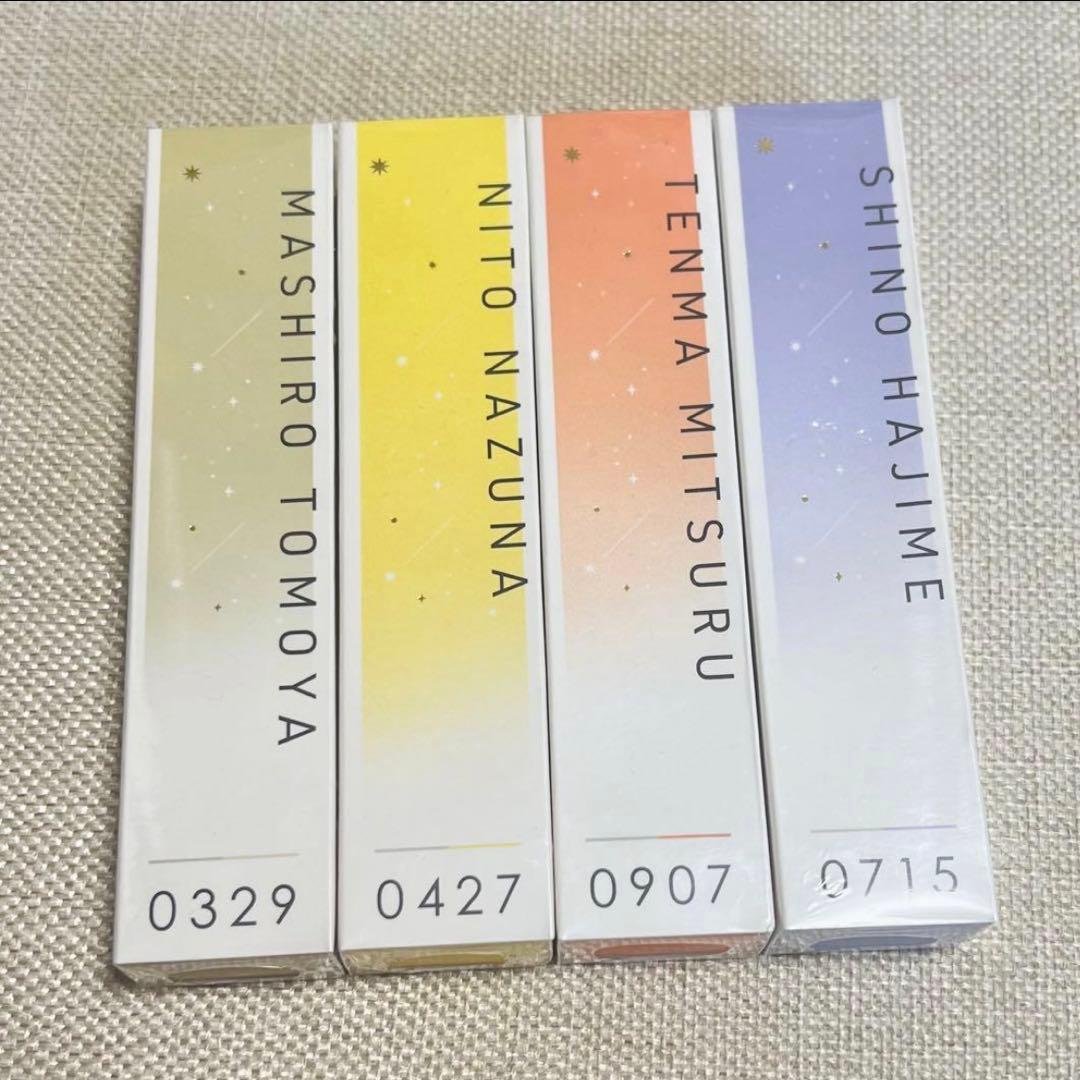 MASHIRO TOMOYA
0329
NITO NAZUNA
0427
TENMA MITSURU
0907
SHINO HAJIME
0715